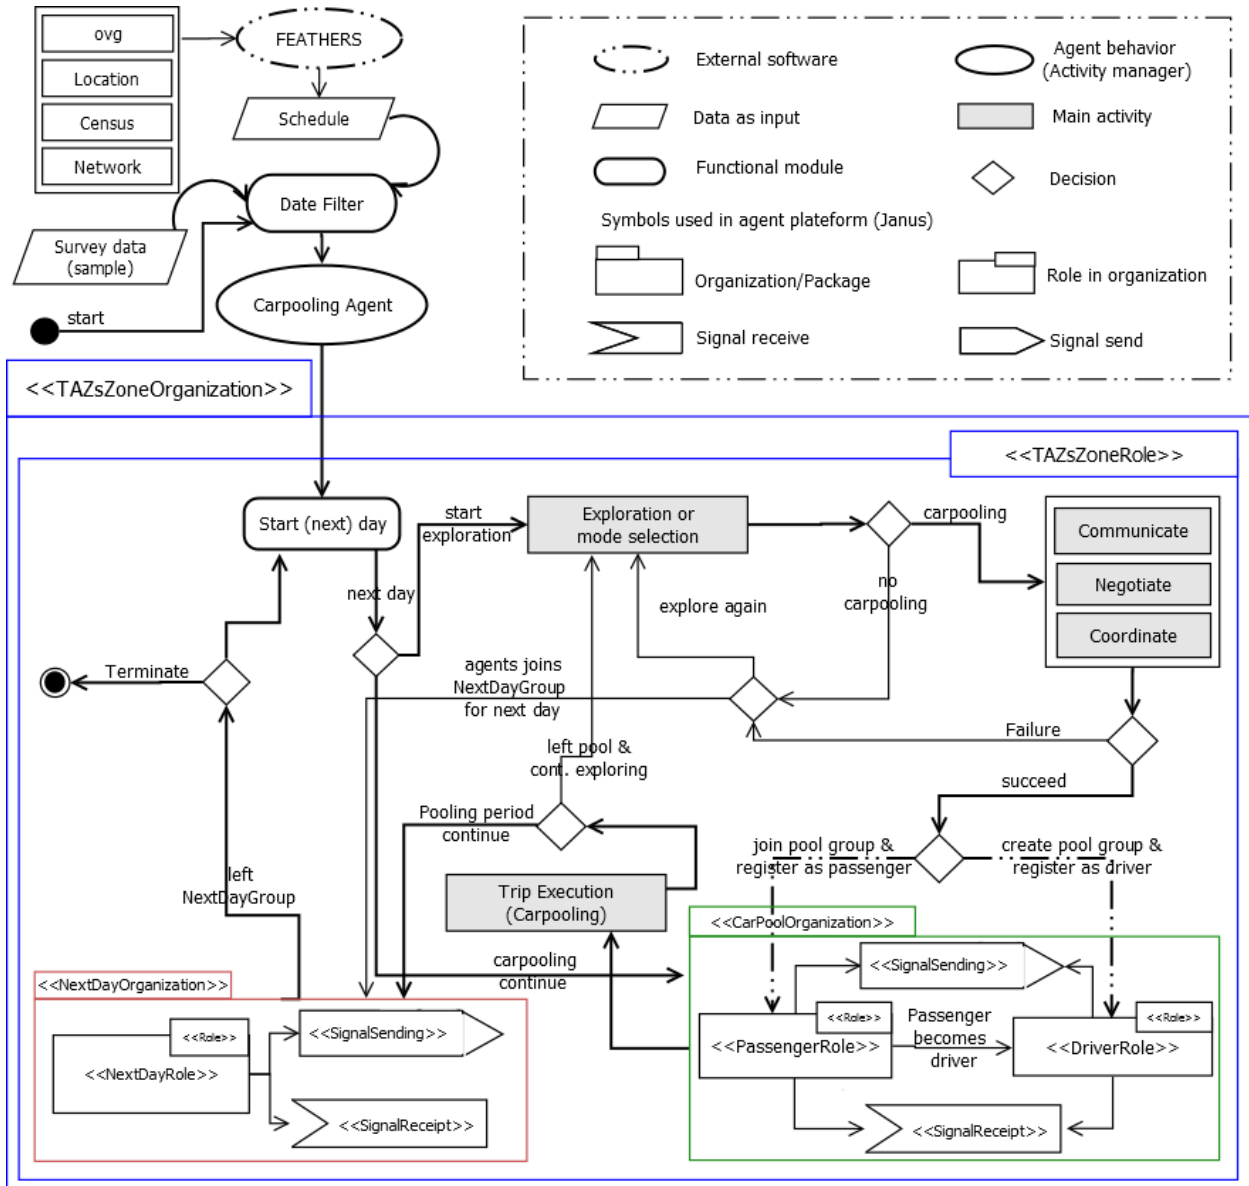 ovg
Location
Census
Network
FEATHERS
Schedule
Date Filter
Survey data
(sample)
Carpooling Agent
start
External software
Agent behavior
(Activity manager)
Data as input
Main activity
Functional module
Decision
Symbols used in agent plateform (Janus)
Organization/Package
Role in organization
Signal receive
Signal send
<<TAZsZoneOrganization>>
<<TAZsZoneRole>>
Start (next) day
start
exploration
Exploration or
mode selection
carpooling
Communicate
Negotiate
Coordinate
next day
no
carpooling
explore again
Terminate
agents joins
NextDayGroup
for next day
Failure
left pool &
cont. exploring
succeed
Pooling period
continue
join pool group &
register as passenger
create pool group &
register as driver
left
NextDayGroup
Trip Execution
(Carpooling)
<<CarPoolOrganization>>
carpooling
continue
<<NextDayOrganization>>
<<SignalSending>>
<<Role>>
<<NextDayRole>>
<<SignalReceipt>>
<<SignalSending>>
<<Role>>
<<PassengerRole>>
Passenger
becomes
driver
<<Role>>
<<DriverRole>>
<<SignalReceipt>>